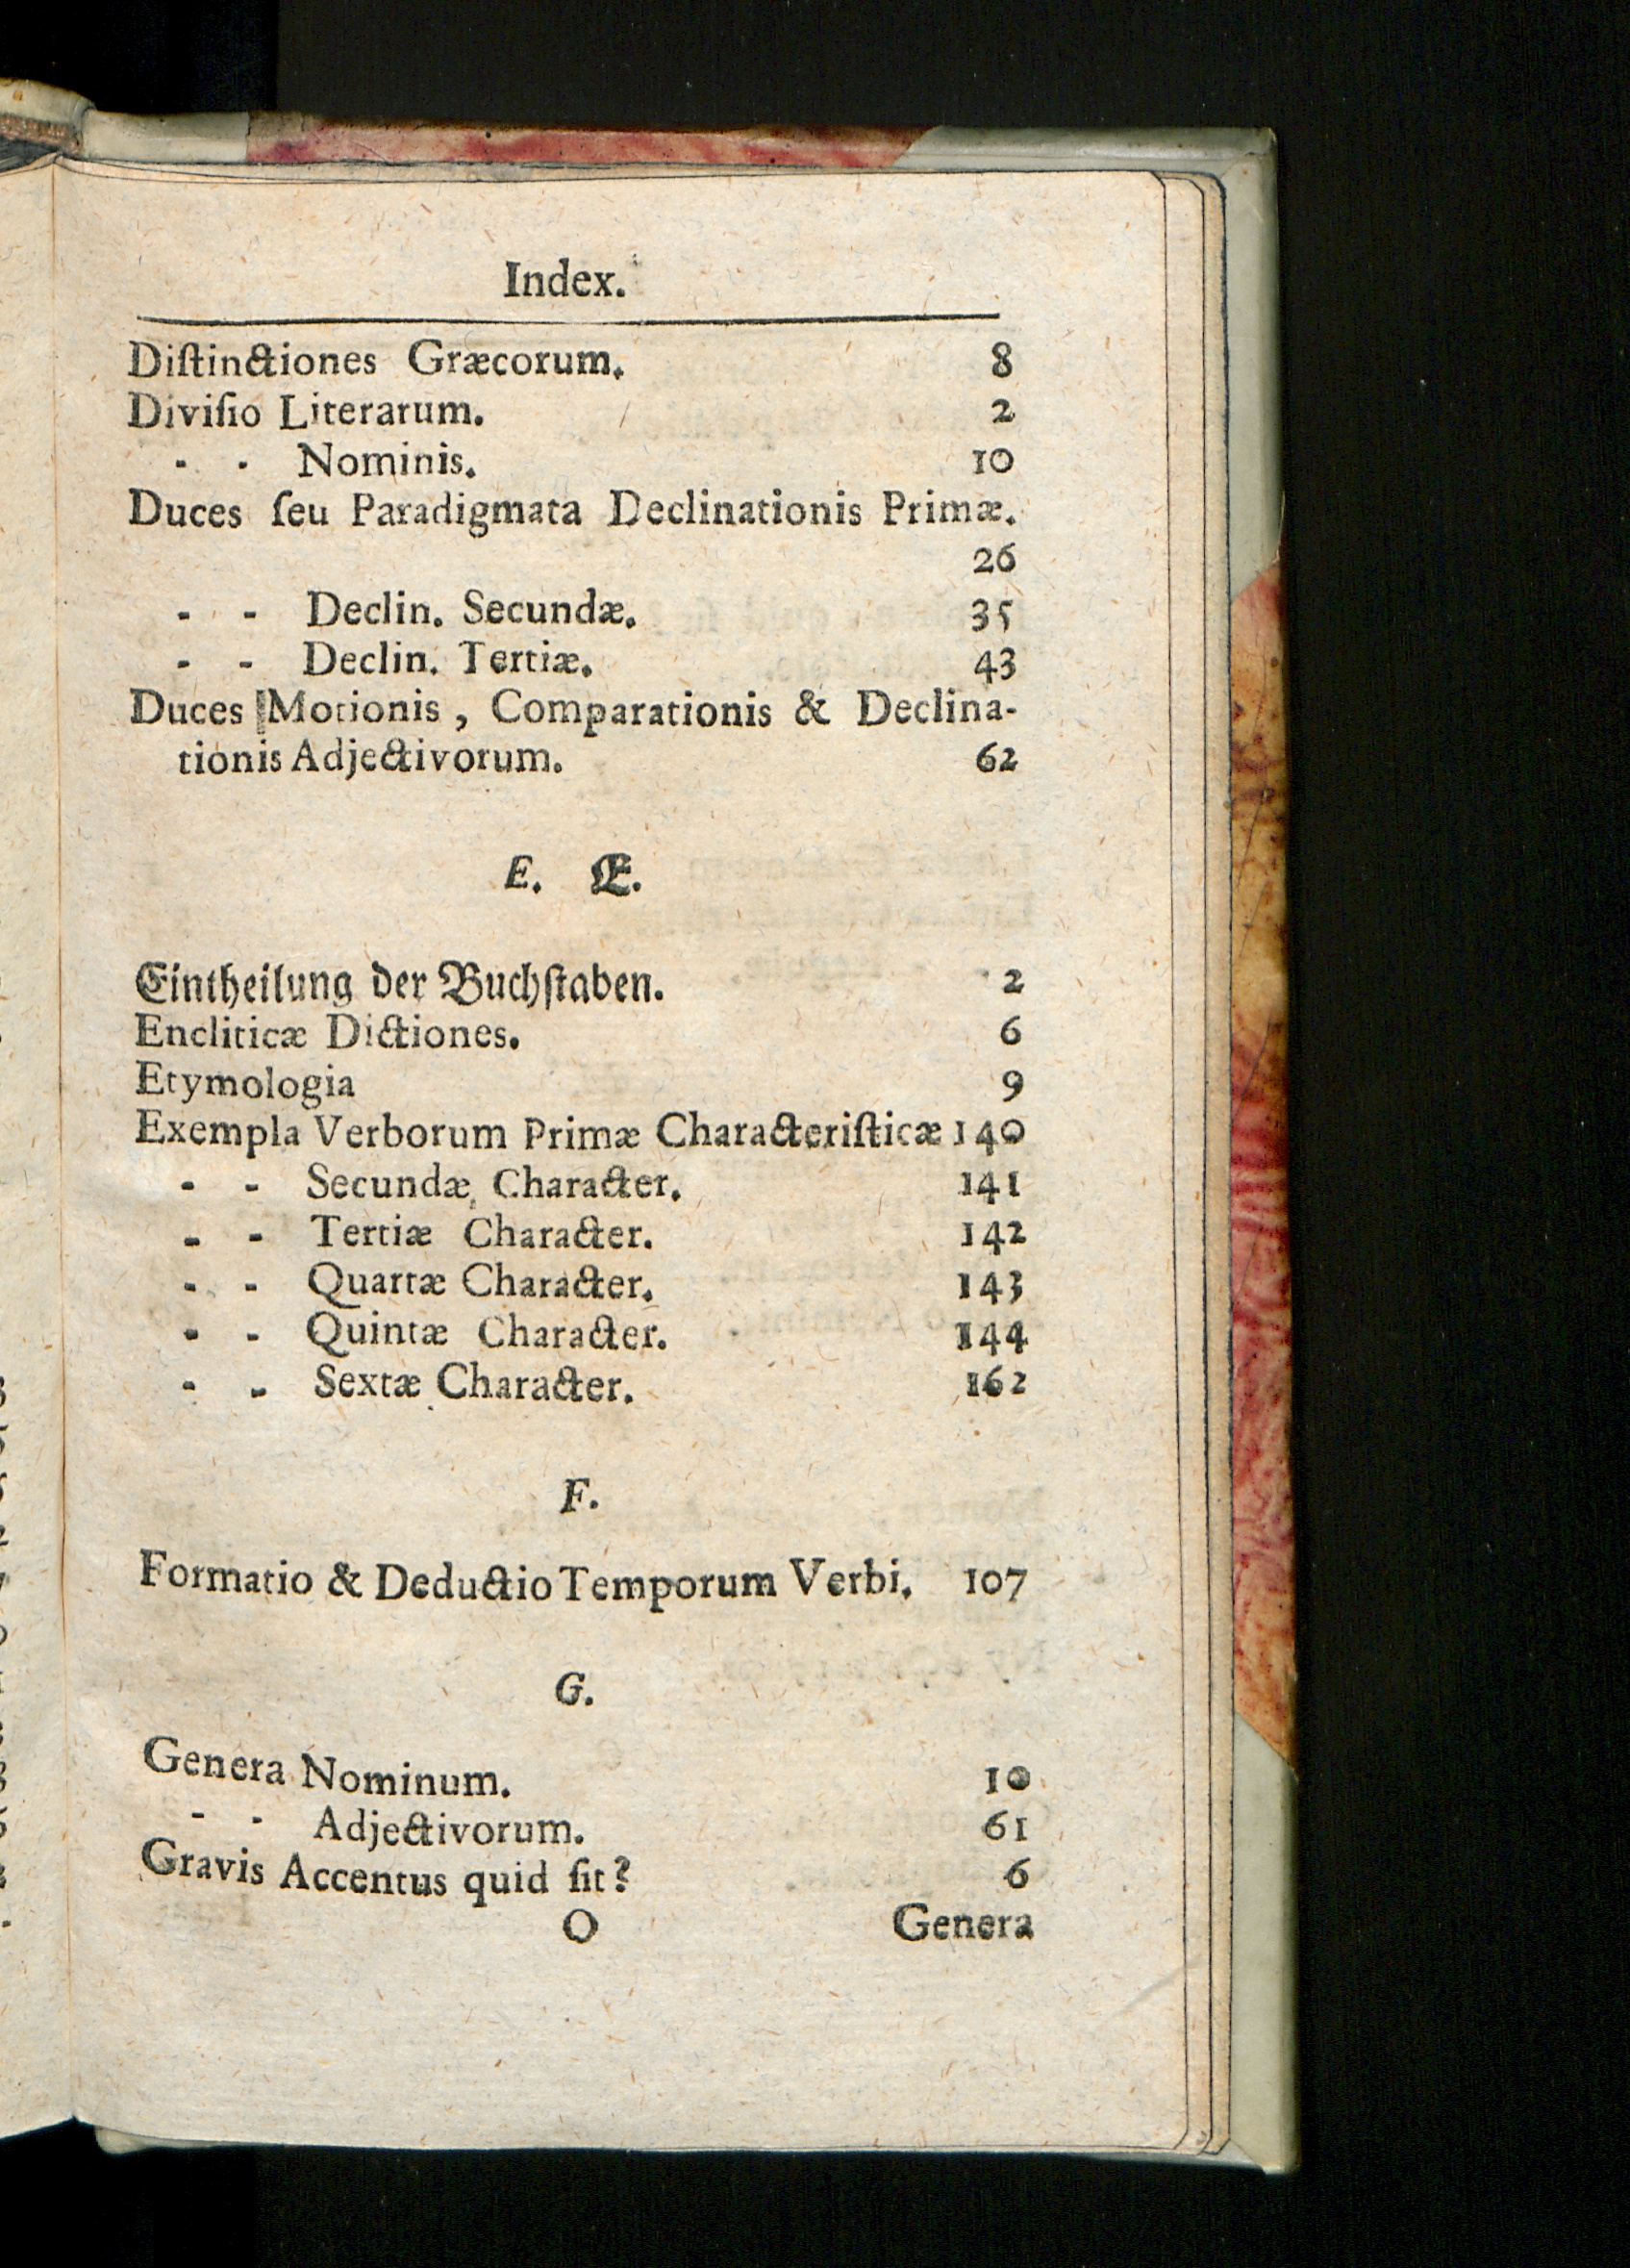 Index.
Diſtinctiones Græcorum. 8
Diviſio Literarum. 2
- - Nominis. 10
Duces ſeu Paradigmata Declinationis Primæ.
26
- - Declin. Secundæ. 35
- - Declin. Tertiæ. 43
Duces Motionis, Comparationis & Declina-
tionis Adjectivorum. 62
E. E.
Eintheilung der Buchſtaben. 2
Encliticæ Dictiones. 6
Etymologia 9
Exempla Verborum Primæ Characteriſticæ 140
- - Secundæ Character. 141
- - Tertiæ Character. 142
- - Quartæ Character. 143
- - Quintæ Character. 144
- - Sextæ Character. 162
F.
Formatio & Deductio Temporum Verbi. 107
G.
Genera Nominum. 10
- - Adjectivorum. 61
Gravis Accentus quid ſit? 6
O Genera